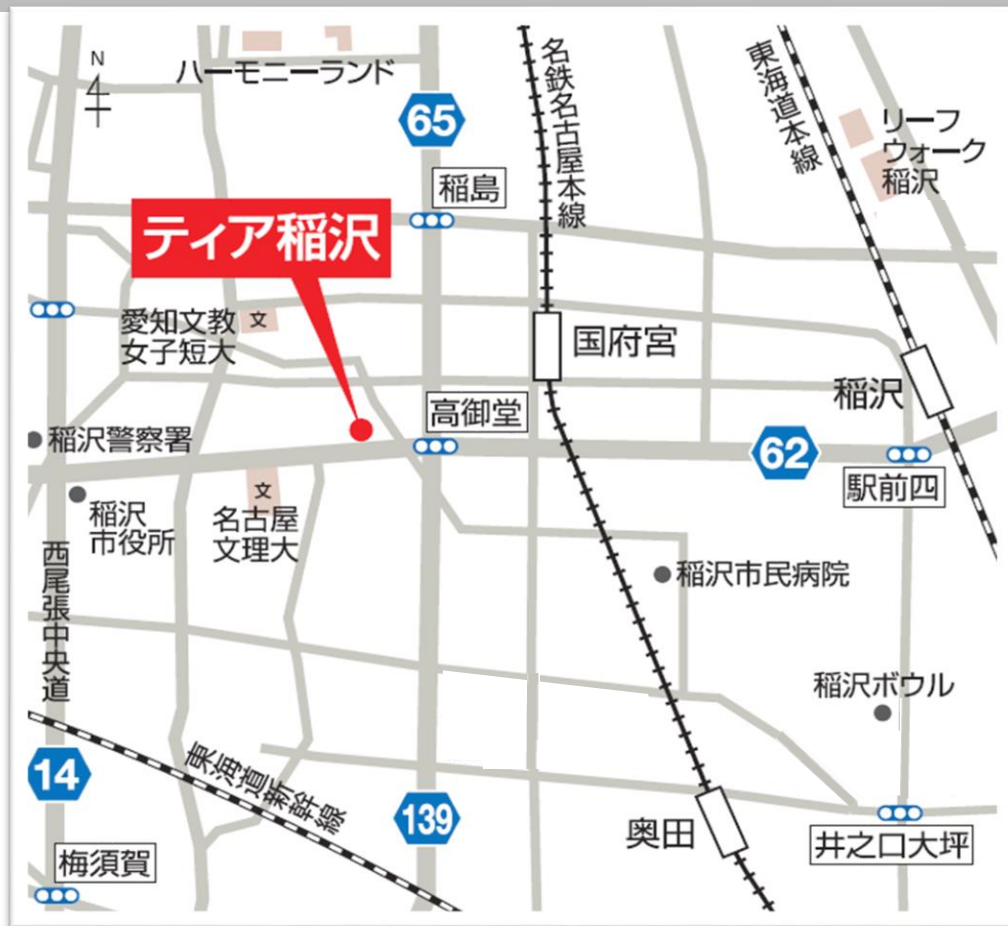 N
ハーモニーランド
65
名鉄名古屋本線
東海道本線
リーフ
ウォーク
稲沢
稲島
ティア稲沢
愛知文教
女子短大
文
国府宮
稲沢
高御堂
稲沢警察署
62
駅前四
稲沢
市役所
文
名古屋
文理大
西尾張中央道
稲沢市民病院
稲沢ボウル
14
東海道新幹線
139
奥田
井之口大坪
梅須賀